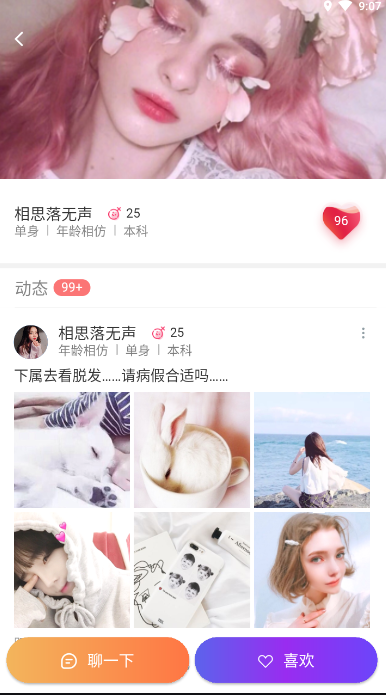 9:07
相思落无声 25
96
单身 | 年龄相仿 | 本科
动态 99+
相思落无声 25
年龄相仿 | 单身 | 本科
下属去看脱发......请病假合适吗......
聊一下
喜欢